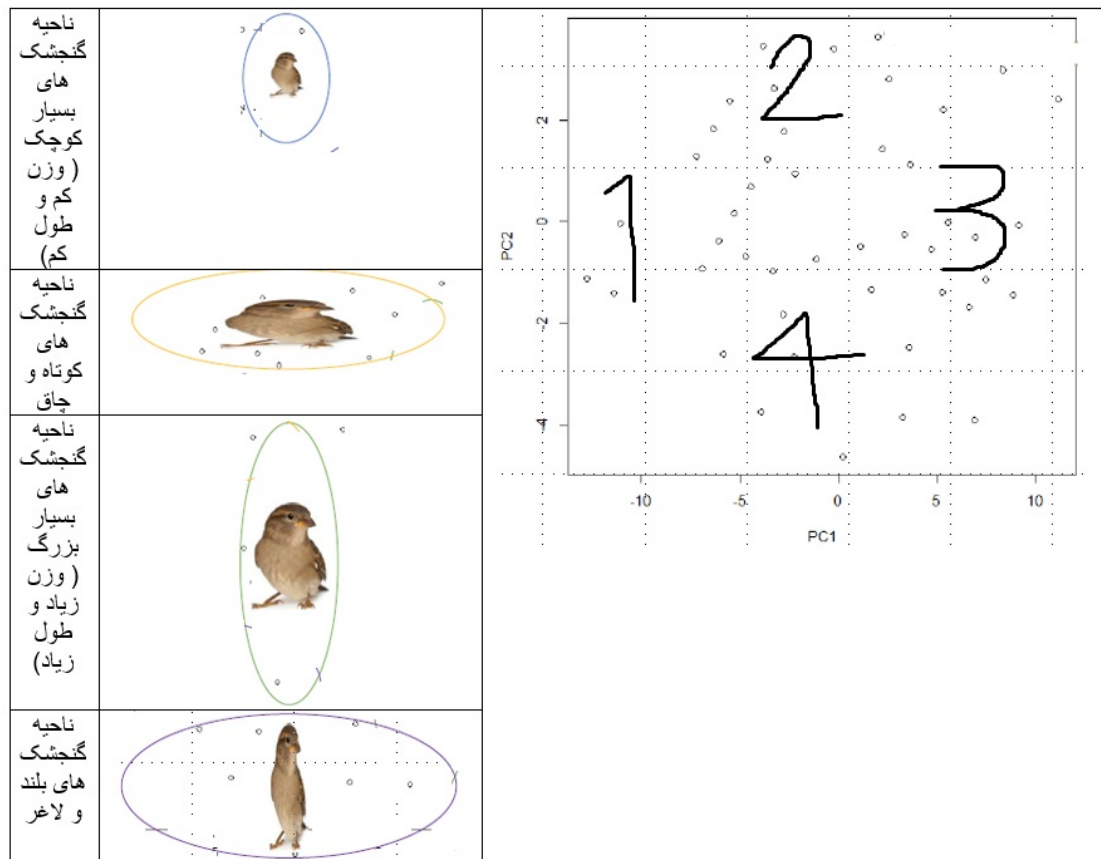 ناحیه
گنجشک
های
بسیار
کوچک
( وزن
کم و
طول
کم)
ناحیه
گنجشک
های
کوتاه و
چاق
ناحیه
گنجشک
های
بسیار
بزرگ
( وزن
زیاد و
طول
زیاد)
ناحیه
گنجشک
های بلند
و لاغر
2
1
3
4
2
0
-2
-4
PC2
-10 -5 0 5 10
PC1